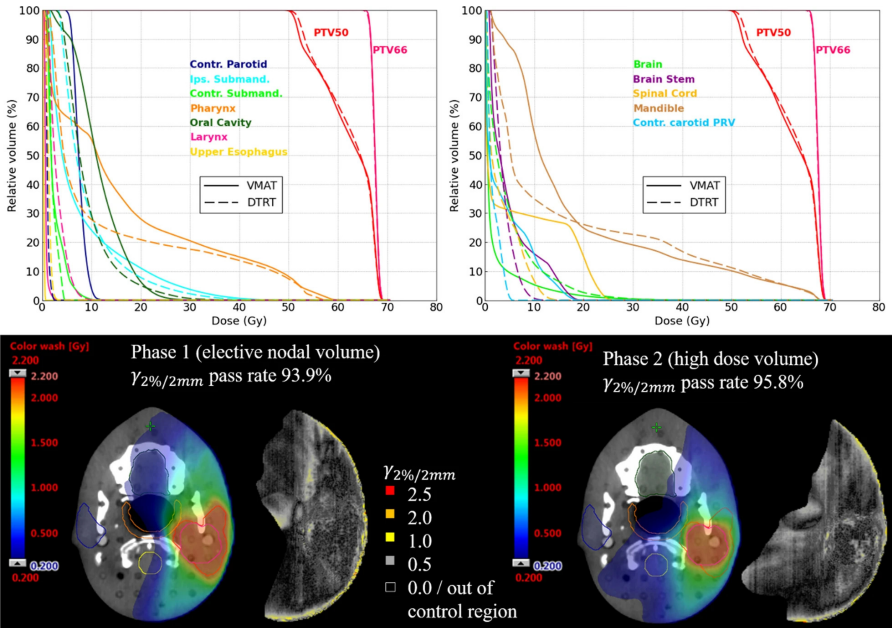 Relative volume (%)
100
90
80
70
60
50
40
30
20
10
0
PTV50
PTV66
Contr. Parotid
Ips. Submand.
Contr. Submand.
Pharynx
Oral Cavity
Larynx
Upper Esophagus
VMAT
DTRT
0 10 20 30 40 50 60 70 80
Dose (Gy)
Relative volume (%)
100
90
80
70
60
50
40
30
20
10
0
PTV50
PTV66
Brain
Brain Stem
Spinal Cord
Mandible
Contr. carotid PRV
VMAT
DTRT
0 10 20 30 40 50 60 70 80
Dose (Gy)
Color wash [Gy]
2.200
2.200
2.000
1.500
1.000
0.500
0.200
0.200
Phase 1 (elective nodal volume)
γ2%/2mm pass rate 93.9%
γ2%/2mm
2.5
2.0
1.0
0.5
0.0 / out of
control region
Color wash [Gy]
2.200
2.200
2.000
1.500
1.000
0.500
0.200
0.200
Phase 2 (high dose volume)
γ2%/2mm pass rate 95.8%